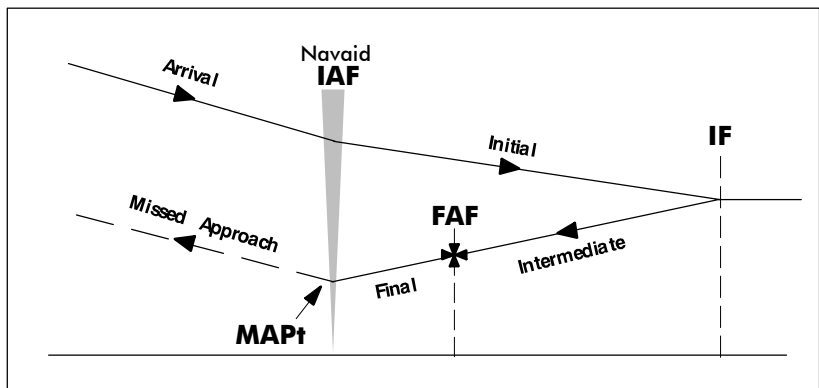 Navaid
IAF
Arrival
Initial
IF
Missed Approach
FAF
Intermediate
Final
MAPt